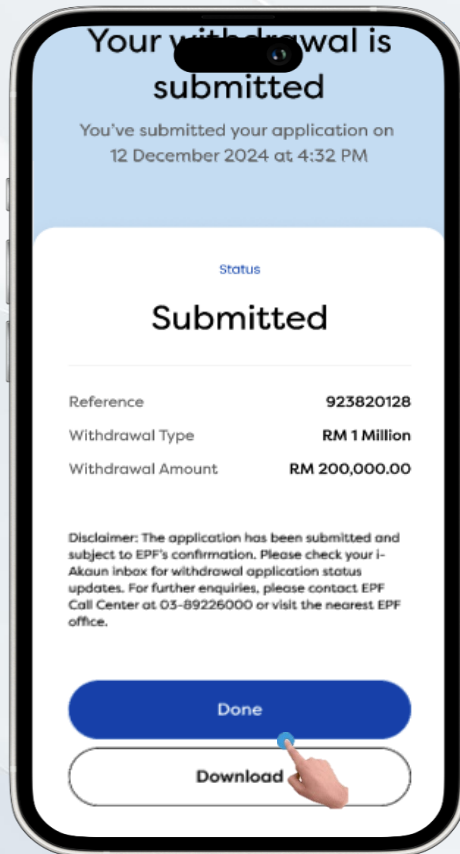 Your withdrawal is
submitted
You've submitted your application on
12 December 2024 at 4:32 PM
Status
Submitted
Reference 923820128
Withdrawal Type RM 1 Million
Withdrawal Amount RM 200,000.00
Disclaimer: The application has been submitted and
subject to EPF's confirmation. Please check your i-
Akaun inbox for withdrawal application status
updates. For further enquiries, please contact EPF
Call Center at 03-89226000 or visit the nearest EPF
office.
Done
Download